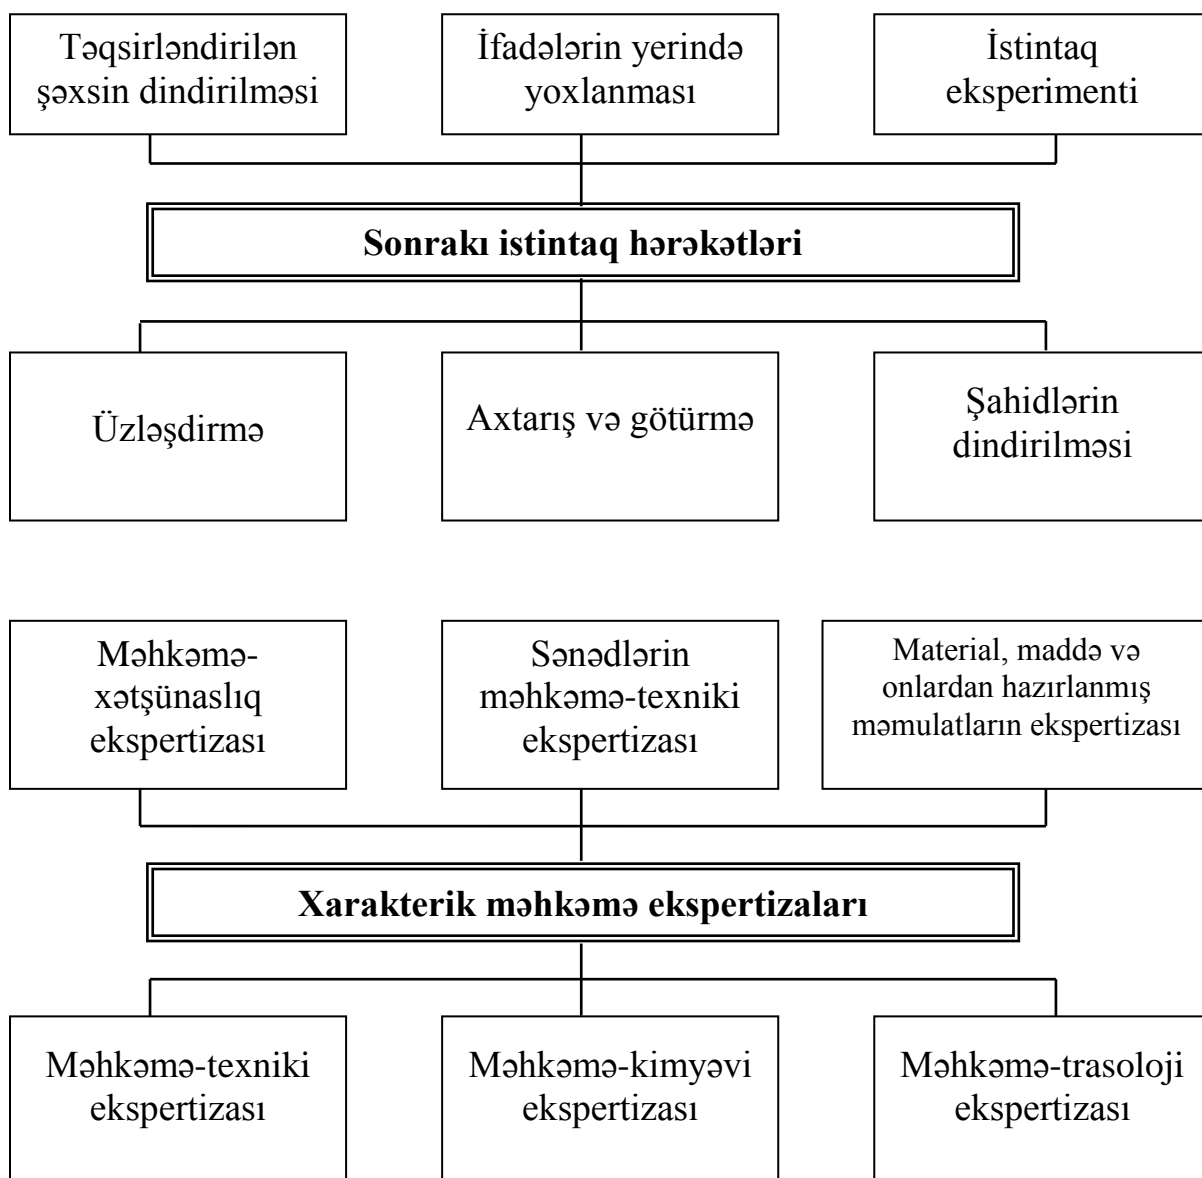 Təqsirləndirilən
şəxsin dindirilməsi
İfadələrin yerində
yoxlanması
İstintaq
eksperimenti
Sonrakı istintaq hərəkətləri
Üzləşdirmə
Axtarış və götürmə
Şahidlərin
dindirilməsi
Məhkəmə-
xətşünaslıq
ekspertizası
Sənədlərin
məhkəmə-texniki
ekspertizası
Material, maddə və
onlardan hazırlanmış
məmulatların ekspertizası
Xarakterik məhkəmə ekspertizaları
Məhkəmə-texniki
ekspertizası
Məhkəmə-kimyəvi
ekspertizası
Məhkəmə-trasoloji
ekspertizası